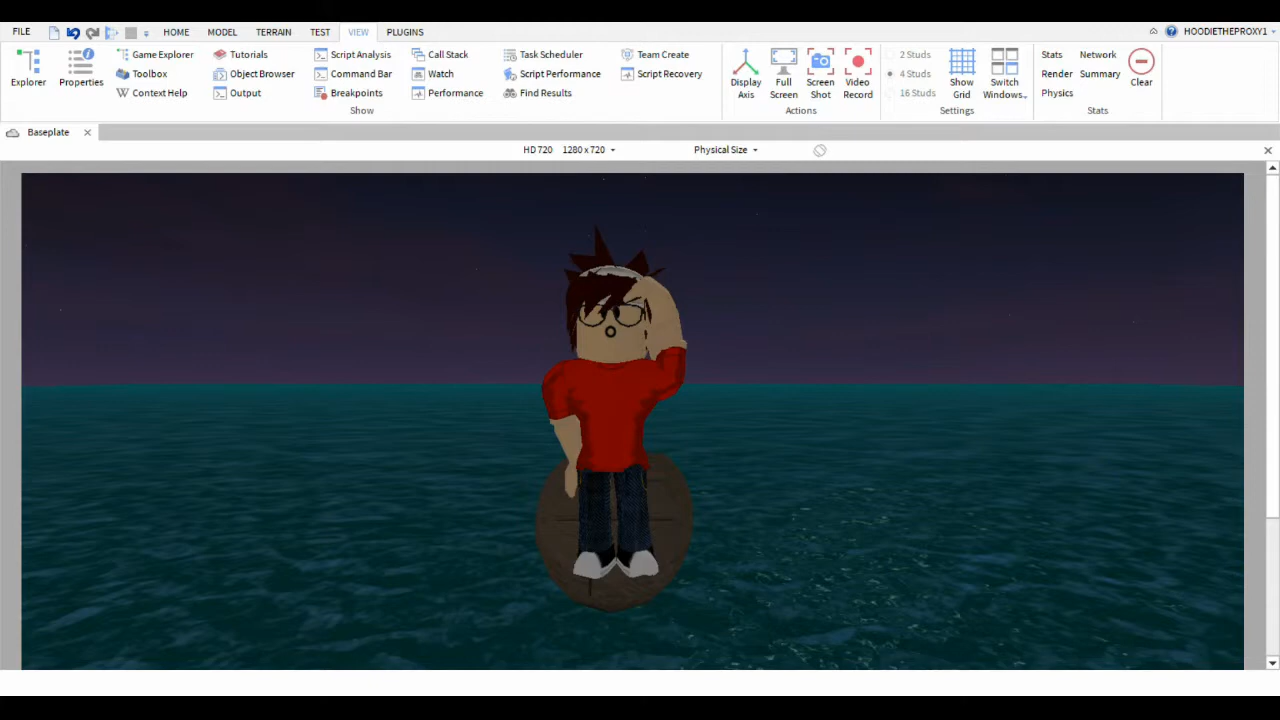 FILE HOME MODEL TERRAIN TEST VIEW PLUGINS HOODIETHEPROXY1
Explorer
Properties
Game Explorer
Toolbox
Context Help
Tutorials
Object Browser
Output
Script Analysis
Command Bar
Breakpoints
Call Stack
Watch
Performance
Task Scheduler
Script Performance
Find Results
Team Create
Script Recovery
Show
Display
Axis
Full
Screen
Screen
Shot
Video
Record
Actions
2 Studs
4 Studs
16 Studs
Show
Grid
Switch
Windows
Settings
Stats
Render
Physics
Network
Summary
Clear
Stats
Baseplate
HD 720 1280 x 720 Physical Size